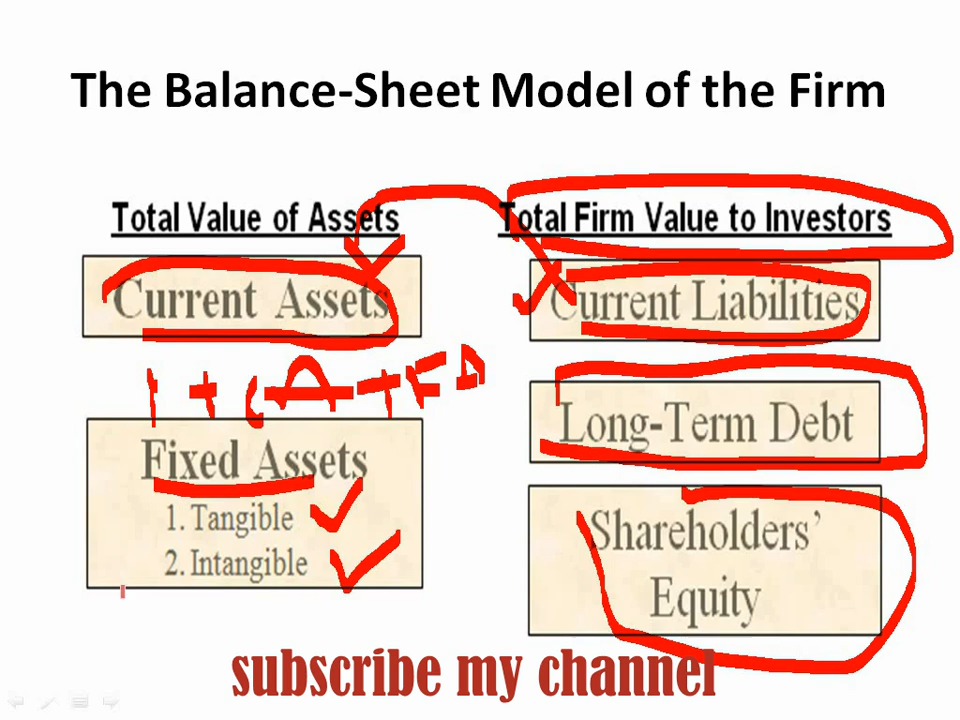 The Balance-Sheet Model of the Firm
Total Value of Assets
Current Assets
Fixed Assets
1. Tangible
2. Intangible
Total Firm Value to Investors
Current Liabilities
Long-Term Debt
Shareholders’
Equity
subscribe my channel